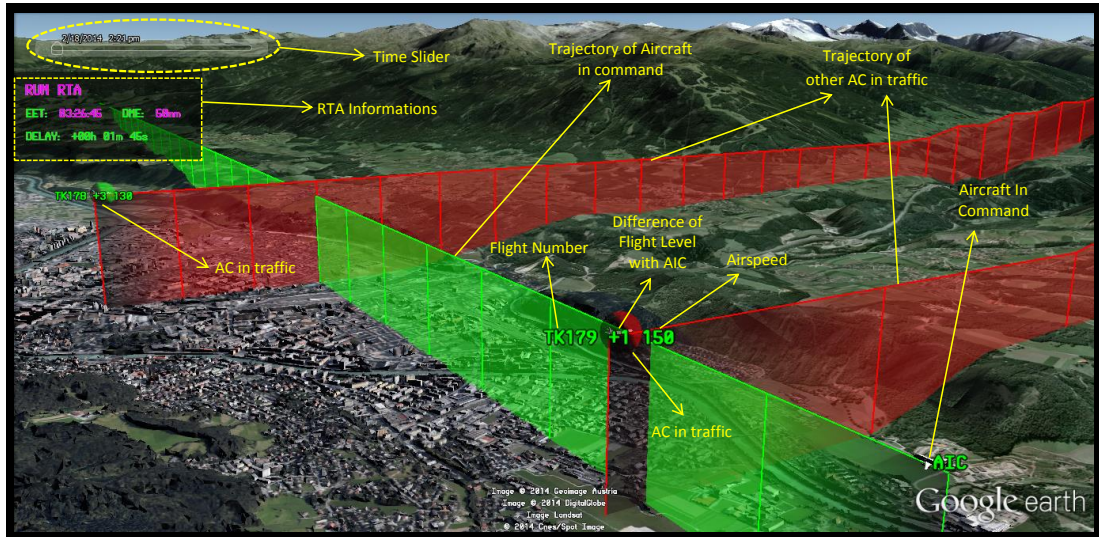 2/18/2014 2:21 pm
Time Slider
Trajectory of Aircraft
in command
Trajectory of
other AC in traffic
RUN RTA
EET: 03:26:45 DME: 50nm
DELAY: +00h 01m 45s
RTA Informations
TK178 +3 130
AC in traffic
Flight Number
Difference of
Flight Level
with AIC
Airspeed
Aircraft In
Command
TK179 +1 150
AC in traffic
AIC
Image © 2014 Geoimage Austria
Image © 2014 DigitalGlobe
Image Landsat
© 2014 Cnes/Spot Image
Google earth